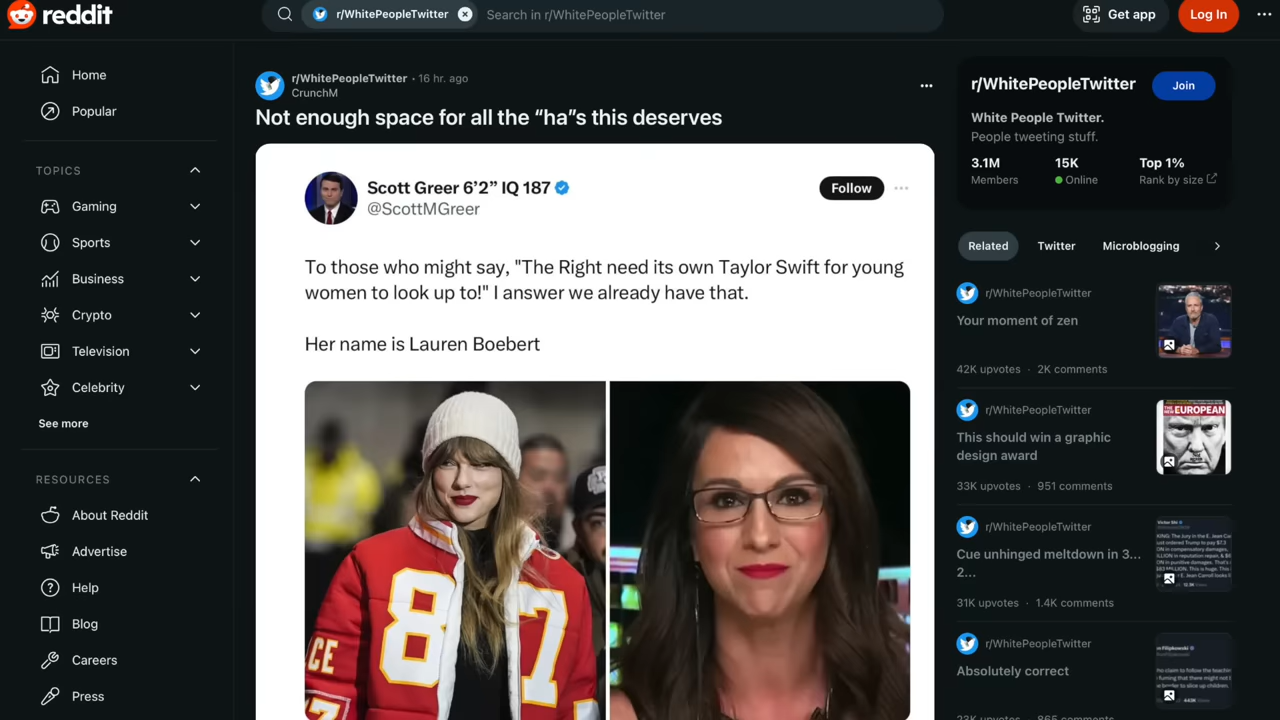 reddit
r/WhitePeopleTwitter
Search in r/WhitePeopleTwitter
Get app
Log In
Home
Popular
TOPICS
Gaming
Sports
Business
Crypto
Television
Celebrity
See more
RESOURCES
About Reddit
Advertise
Help
Blog
Careers
Press
r/WhitePeopleTwitter • 16 hr. ago
CrunchM
Not enough space for all the “ha”s this deserves
Scott Greer 6’2” IQ 187
@ScottMGreer
Follow
To those who might say, "The Right need its own Taylor Swift for young
women to look up to!" I answer we already have that.
Her name is Lauren Boebert
87
r/WhitePeopleTwitter
Join
White People Twitter.
People tweeting stuff.
3.1M
Members
15K
Online
Top 1%
Rank by size
Related
Twitter
Microblogging
r/WhitePeopleTwitter
Your moment of zen
42K upvotes · 2K comments
r/WhitePeopleTwitter
This should win a graphic
design award
33K upvotes · 951 comments
EUROPEAN
r/WhitePeopleTwitter
Cue unhinged meltdown in 3...
2...
31K upvotes · 1.4K comments
r/WhitePeopleTwitter
Absolutely correct